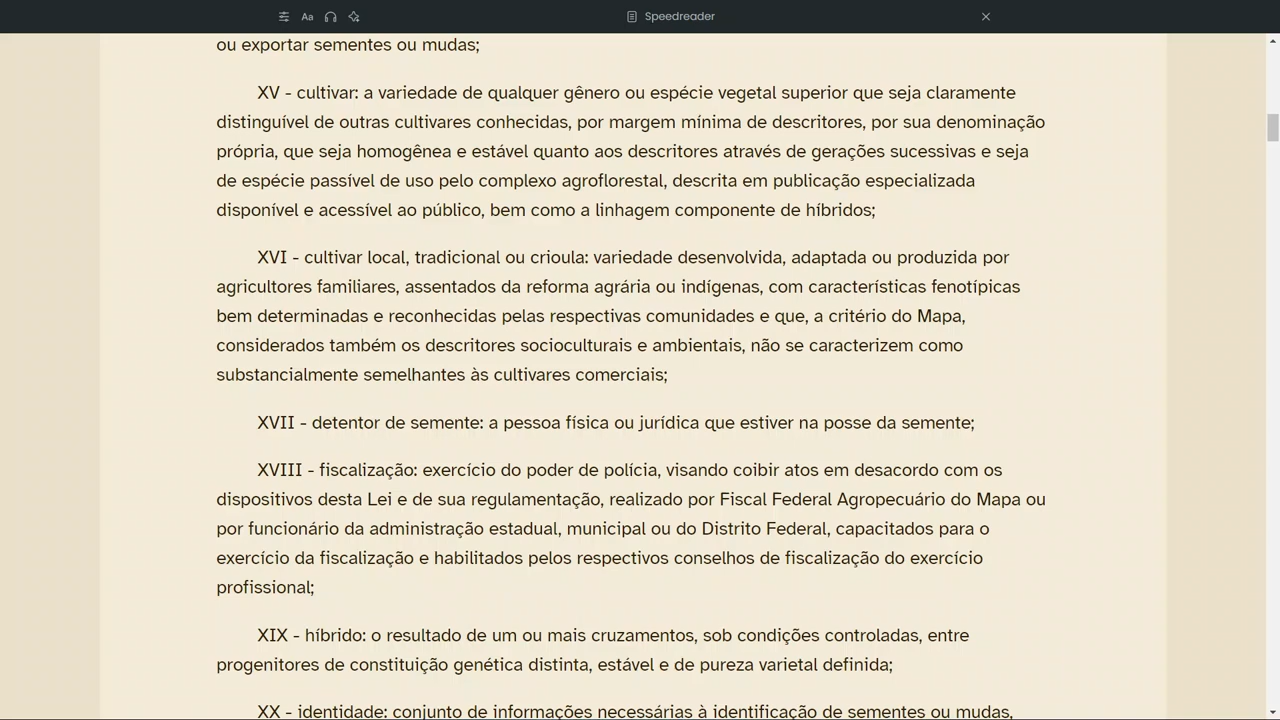 Aa
Speedreader
ou exportar sementes ou mudas;
XV - cultivar: a variedade de qualquer gênero ou espécie vegetal superior que seja claramente
distinguível de outras cultivares conhecidas, por margem mínima de descritores, por sua denominação
própria, que seja homogênea e estável quanto aos descritores através de gerações sucessivas e seja
de espécie passível de uso pelo complexo agroflorestal, descrita em publicação especializada
disponível e acessível ao público, bem como a linhagem componente de híbridos;
XVI - cultivar local, tradicional ou crioula: variedade desenvolvida, adaptada ou produzida por
agricultores familiares, assentados da reforma agrária ou indígenas, com características fenotípicas
bem determinadas e reconhecidas pelas respectivas comunidades e que, a critério do Mapa,
considerados também os descritores socioculturais e ambientais, não se caracterizem como
substancialmente semelhantes às cultivares comerciais;
XVII - detentor de semente: a pessoa física ou jurídica que estiver na posse da semente;
XVIII - fiscalização: exercício do poder de polícia, visando coibir atos em desacordo com os
dispositivos desta Lei e de sua regulamentação, realizado por Fiscal Federal Agropecuário do Mapa ou
por funcionário da administração estadual, municipal ou do Distrito Federal, capacitados para o
exercício da fiscalização e habilitados pelos respectivos conselhos de fiscalização do exercício
profissional;
XIX - híbrido: o resultado de um ou mais cruzamentos, sob condições controladas, entre
progenitores de constituição genética distinta, estável e de pureza varietal definida;
XX - identidade: conjunto de informações necessárias à identificação de sementes ou mudas,